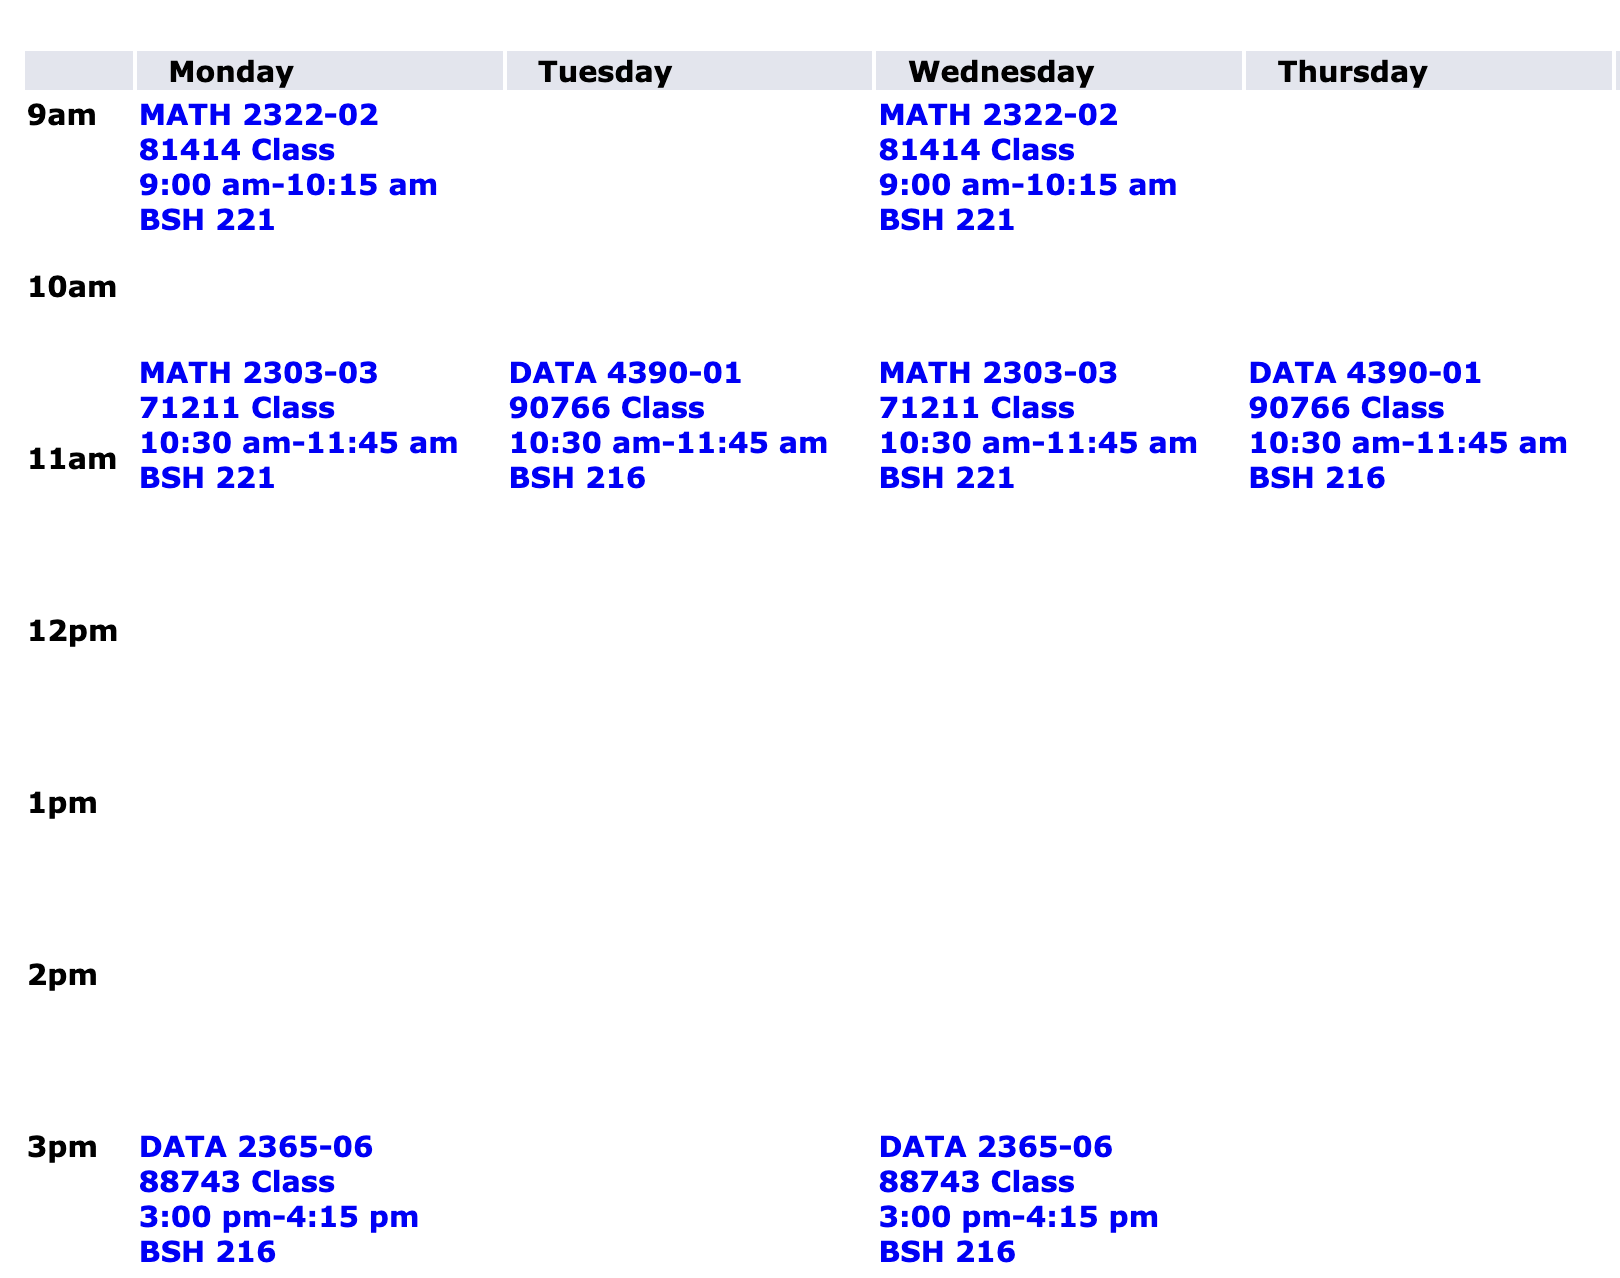 Monday Tuesday Wednesday Thursday
9am
MATH 2322-02
81414 Class
9:00 am-10:15 am
BSH 221
MATH 2322-02
81414 Class
9:00 am-10:15 am
BSH 221
10am
MATH 2303-03
71211 Class
10:30 am-11:45 am
BSH 221
DATA 4390-01
90766 Class
10:30 am-11:45 am
BSH 216
MATH 2303-03
71211 Class
10:30 am-11:45 am
BSH 221
DATA 4390-01
90766 Class
10:30 am-11:45 am
BSH 216
11am
12pm
1pm
2pm
3pm
DATA 2365-06
88743 Class
3:00 pm-4:15 pm
BSH 216
DATA 2365-06
88743 Class
3:00 pm-4:15 pm
BSH 216